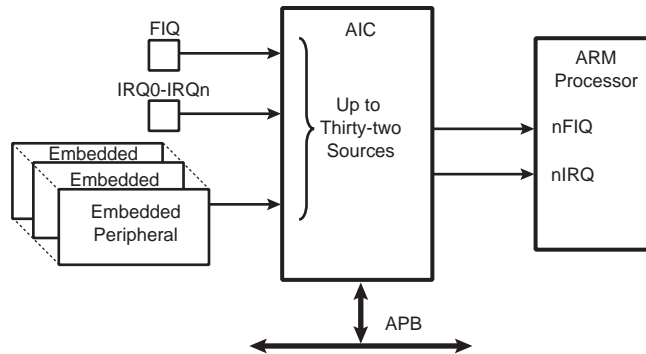 FIQ
IRQ0-IRQn
Embedded
Embedded
Embedded
Peripheral
AIC
Up to
Thirty-two
Sources
ARM
Processor
nFIQ
nIRQ
APB